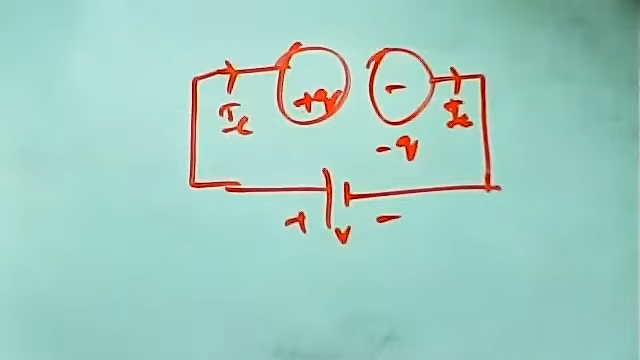 +q -
Ic Ic
-q
+ V -